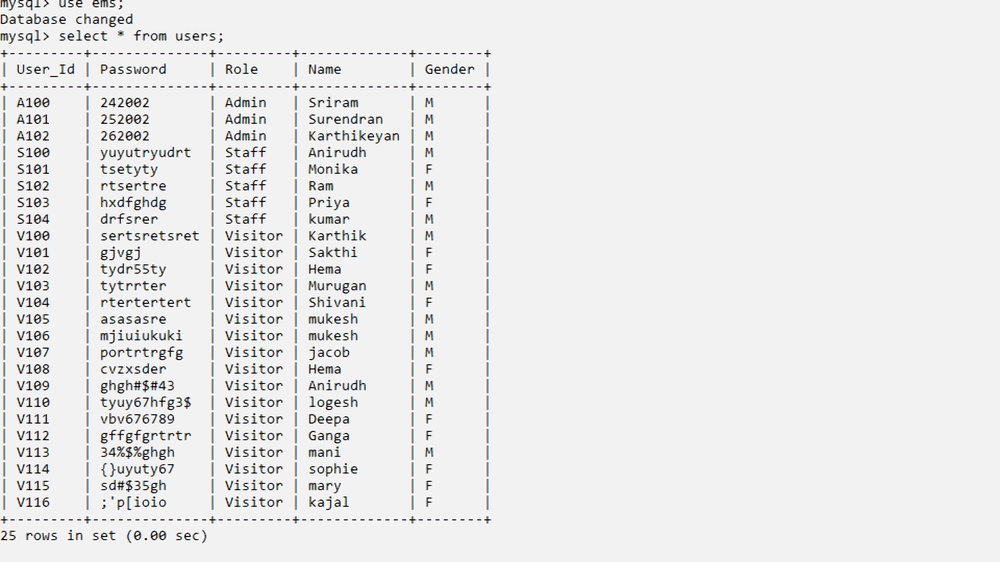 mysql> use ems;
Database changed
mysql> select * from users;
+---------+--------------+---------+-------------+--------+
| User_Id | Password     | Role    | Name        | Gender |
+---------+--------------+---------+-------------+--------+
| A100    | 242002       | Admin   | Sriram      | M      |
| A101    | 252002       | Admin   | Surendran   | M      |
| A102    | 262002       | Admin   | Karthikeyan | M      |
| S100    | yuyutryudrt  | Staff   | Anirudh     | M      |
| S101    | tsetyty      | Staff   | Monika      | F      |
| S102    | rtsertre     | Staff   | Ram         | M      |
| S103    | hxdfghdg     | Staff   | Priya       | F      |
| S104    | drfsrer      | Staff   | kumar       | M      |
| V100    | sertsretsret | Visitor | Karthik     | M      |
| V101    | gjvgj        | Visitor | Sakthi      | F      |
| V102    | tydr55ty     | Visitor | Hema        | F      |
| V103    | tytrrter     | Visitor | Murugan     | M      |
| V104    | rtertertert  | Visitor | Shivani     | F      |
| V105    | asasasre     | Visitor | mukesh      | M      |
| V106    | mjiuiukuki   | Visitor | mukesh      | M      |
| V107    | portrtrgfg   | Visitor | jacob       | M      |
| V108    | cvzxsder     | Visitor | Hema        | F      |
| V109    | ghgh#$#43    | Visitor | Anirudh     | M      |
| V110    | tyuy67hfg3$  | Visitor | logesh      | M      |
| V111    | vbv676789    | Visitor | Deepa       | F      |
| V112    | gffgfgrtrtr  | Visitor | Ganga       | F      |
| V113    | 34%$%ghgh    | Visitor | mani        | M      |
| V114    | {}uyuty67    | Visitor | sophie      | F      |
| V115    | sd#$35gh     | Visitor | mary        | F      |
| V116    | ;'p[ioio     | Visitor | kajal       | F      |
+---------+--------------+---------+-------------+--------+
25 rows in set (0.00 sec)